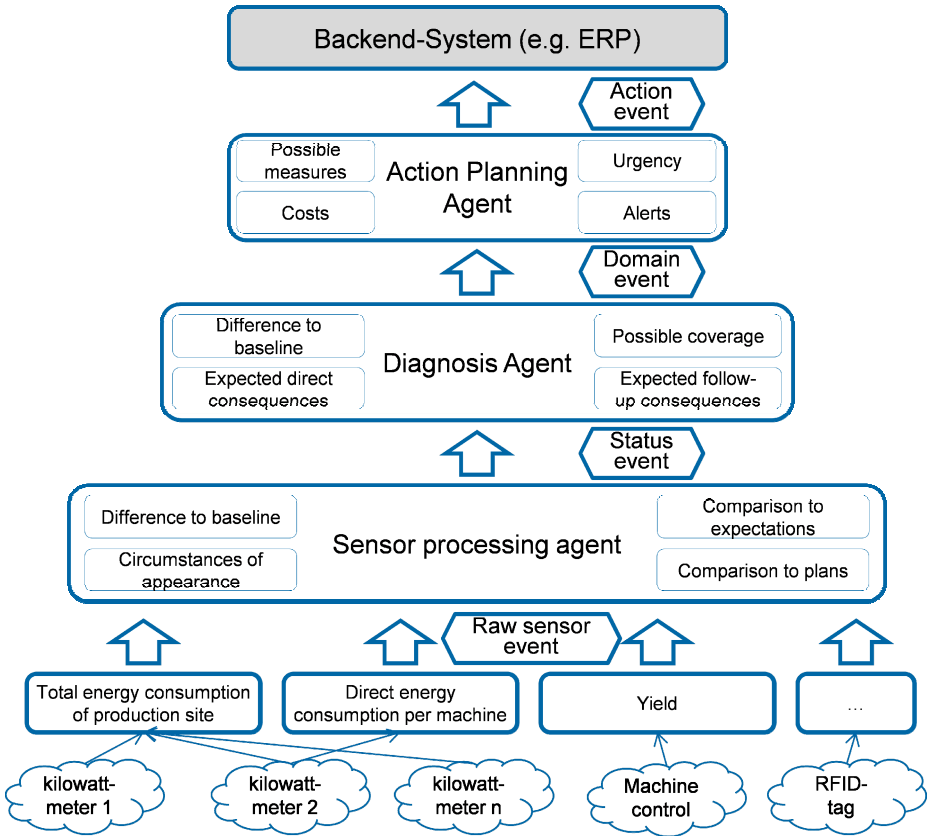 Backend-System (e.g. ERP)
Action
event
Possible
measures
Costs
Action Planning
Agent
Urgency
Alerts
Domain
event
Difference to
baseline
Expected direct
consequences
Diagnosis Agent
Possible coverage
Expected follow-
up consequences
Status
event
Difference to baseline
Circumstances of
appearance
Sensor processing agent
Comparison to
expectations
Comparison to plans
Raw sensor
event
Total energy consumption
of production site
Direct energy
consumption per machine
Yield
...
kilowatt-
meter 1
kilowatt-
meter 2
kilowatt-
meter n
Machine
control
RFID-
tag